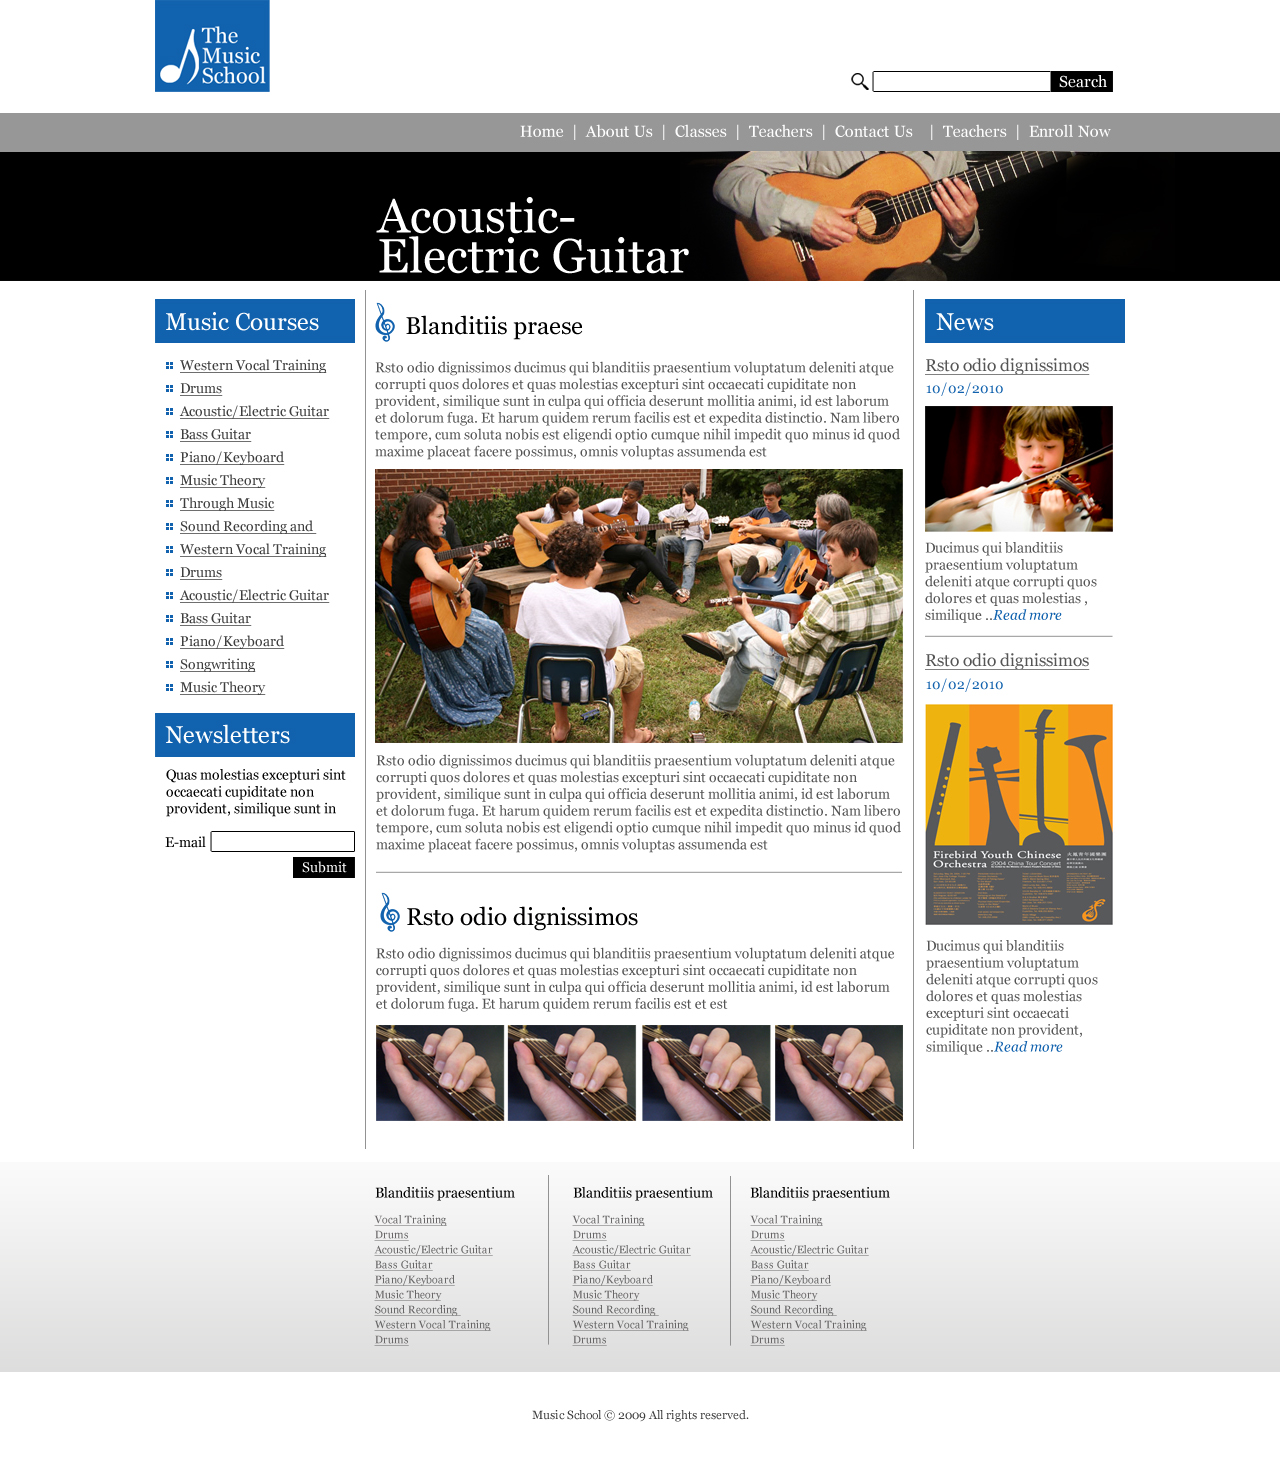 The
Music
School
Search
Home | About Us | Classes | Teachers | Contact Us | Teachers | Enroll Now
Acoustic-
Electric Guitar
Music Courses
Western Vocal Training
Drums
Acoustic/Electric Guitar
Bass Guitar
Piano/Keyboard
Music Theory
Through Music
Sound Recording and
Western Vocal Training
Drums
Acoustic/Electric Guitar
Bass Guitar
Piano/Keyboard
Songwriting
Music Theory
Newsletters
Quas molestias excepturi sint
occaecati cupiditate non
provident, similique sunt in
E-mail
Submit
Blanditiis praese
Rsto odio dignissimos ducimus qui blanditiis praesentium voluptatum deleniti atque
corrupti quos dolores et quas molestias excepturi sint occaecati cupiditate non
provident, similique sunt in culpa qui officia deserunt mollitia animi, id est laborum
et dolorum fuga. Et harum quidem rerum facilis est et expedita distinctio. Nam libero
tempore, cum soluta nobis est eligendi optio cumque nihil impedit quo minus id quod
maxime placeat facere possimus, omnis voluptas assumenda est
Rsto odio dignissimos ducimus qui blanditiis praesentium voluptatum deleniti atque
corrupti quos dolores et quas molestias excepturi sint occaecati cupiditate non
provident, similique sunt in culpa qui officia deserunt mollitia animi, id est laborum
et dolorum fuga. Et harum quidem rerum facilis est et expedita distinctio. Nam libero
tempore, cum soluta nobis est eligendi optio cumque nihil impedit quo minus id quod
maxime placeat facere possimus, omnis voluptas assumenda est
Rsto odio dignissimos
Rsto odio dignissimos ducimus qui blanditiis praesentium voluptatum deleniti atque
corrupti quos dolores et quas molestias excepturi sint occaecati cupiditate non
provident, similique sunt in culpa qui officia deserunt mollitia animi, id est laborum
et dolorum fuga. Et harum quidem rerum facilis est et est
News
Rsto odio dignissimos
10/02/2010
Ducimus qui blanditiis
praesentium voluptatum
deleniti atque corrupti quos
dolores et quas molestias ,
similique ..Read more
Rsto odio dignissimos
10/02/2010
Firebird Youth Chinese
Orchestra 2004 China Tour Concert
Ducimus qui blanditiis
praesentium voluptatum
deleniti atque corrupti quos
dolores et quas molestias
excepturi sint occaecati
cupiditate non provident,
similique ..Read more
Blanditiis praesentium
Vocal Training
Drums
Acoustic/Electric Guitar
Bass Guitar
Piano/Keyboard
Music Theory
Sound Recording
Western Vocal Training
Drums
Blanditiis praesentium
Vocal Training
Drums
Acoustic/Electric Guitar
Bass Guitar
Piano/Keyboard
Music Theory
Sound Recording
Western Vocal Training
Drums
Blanditiis praesentium
Vocal Training
Drums
Acoustic/Electric Guitar
Bass Guitar
Piano/Keyboard
Music Theory
Sound Recording
Western Vocal Training
Drums
Music School © 2009 All rights reserved.